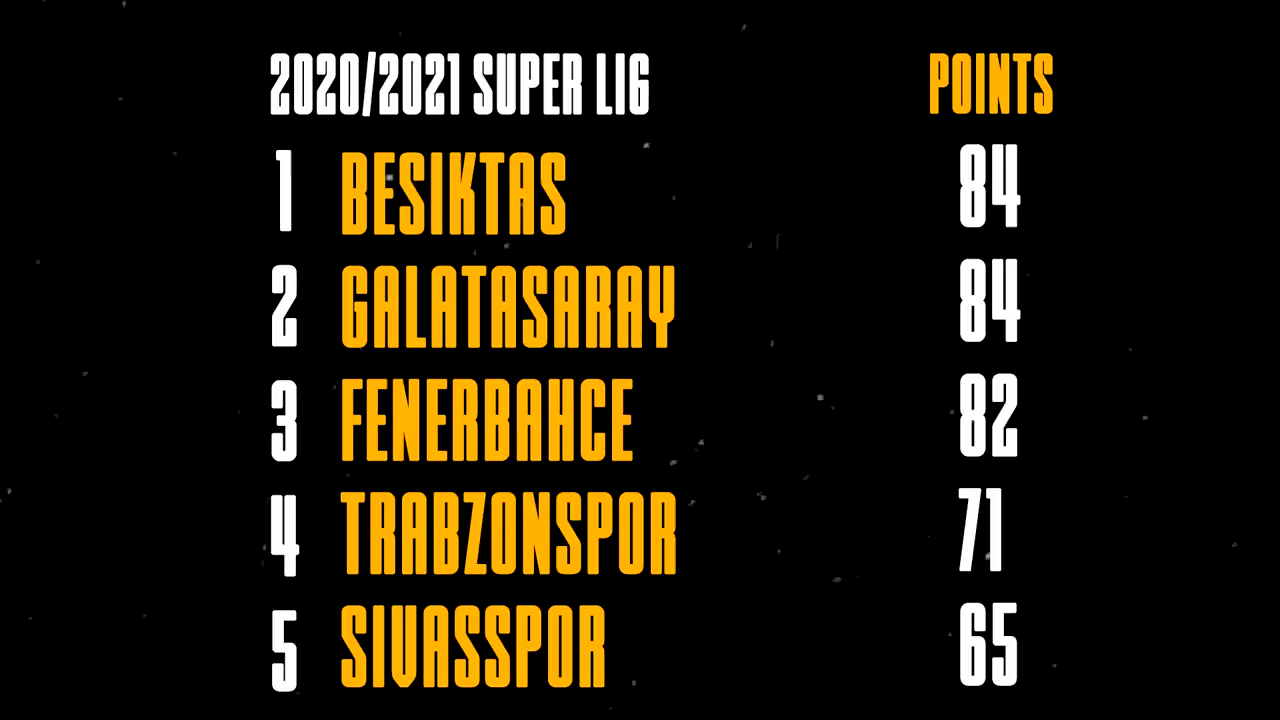 2020/2021 SUPER LIG POINTS
1 BESIKTAS 84
2 GALATASARAY 84
3 FENERBAHCE 82
4 TRABZONSPOR 71
5 SIVASSPOR 65